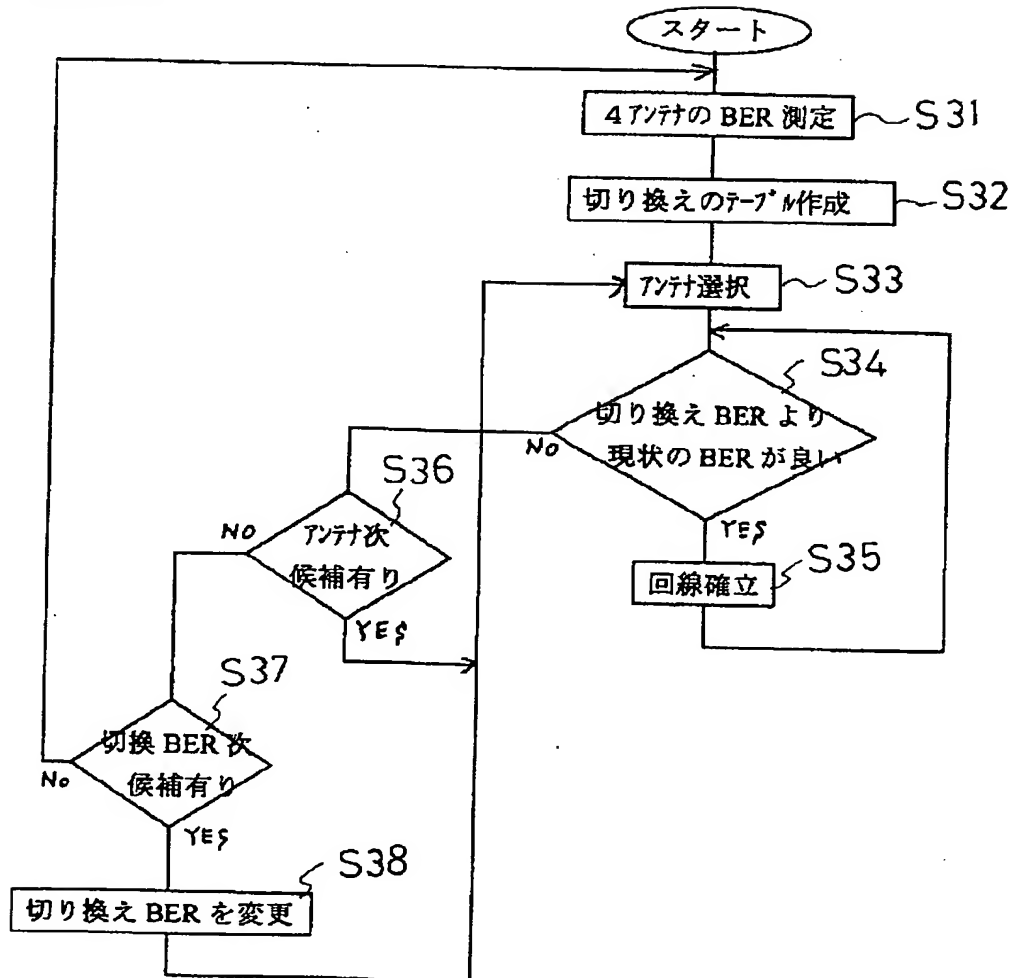 スタート
4アンテナのBER測定
S31
切り換えのテーブル作成
S32
アンテナ選択
S33
S34
切り換えBERより
現状のBERが良い
NO
YES
回線確立
S35
S36
アンテナ次
候補有り
NO
YES
S37
切換BER次
候補有り
NO
YES
S38
切り換えBERを変更